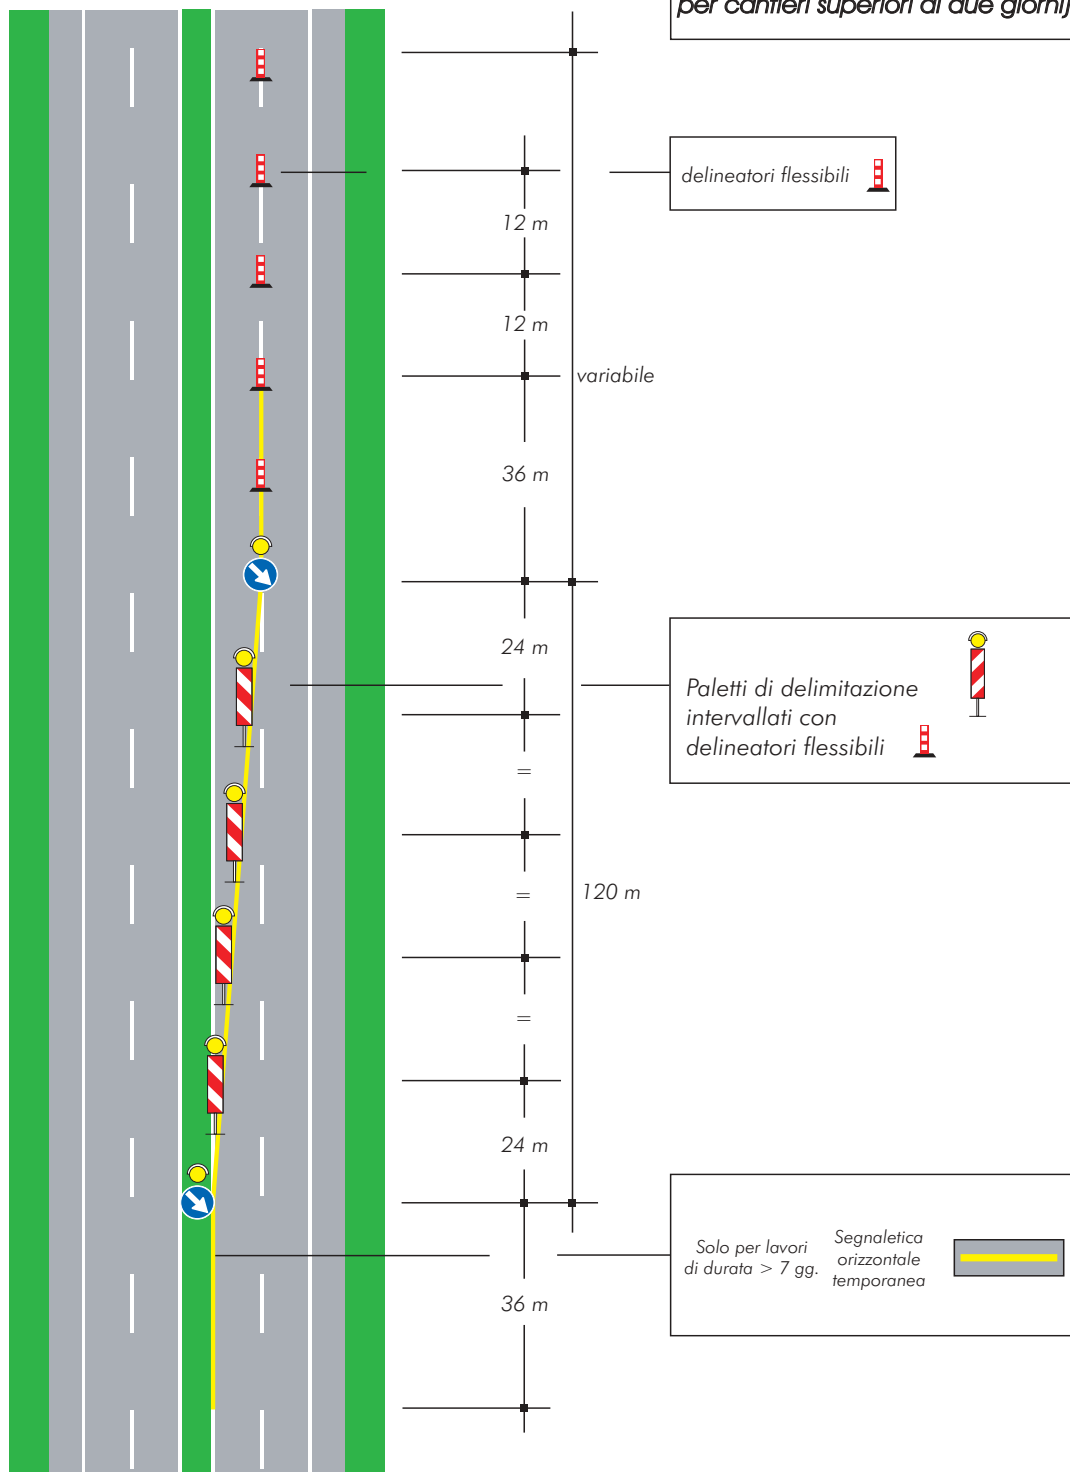 per cantieri superiori di due giorni)
delineatori flessibili
12 m
12 m
variabile
36 m
24 m
Paletti di delimitazione
intervallati con
delineatori flessibili
=
=
120 m
=
24 m
Solo per lavori
di durata > 7 gg.
Segnaletica
orizzontale
temporanea
36 m